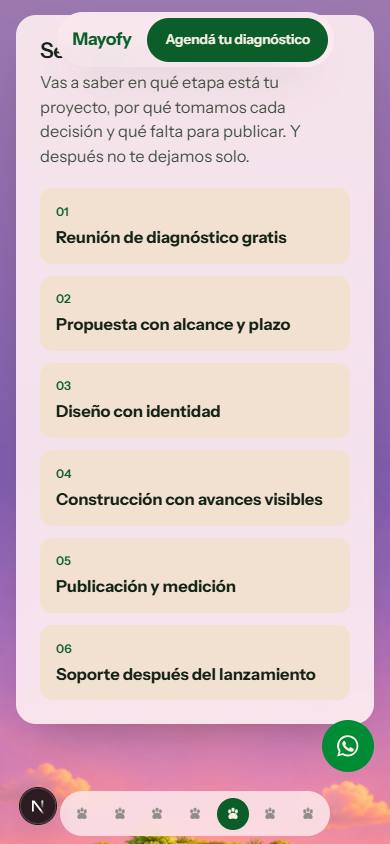 Mayofy
Agendá tu diagnóstico
Vas a saber en qué etapa está tu
proyecto, por qué tomamos cada
decisión y qué falta para publicar. Y
después no te dejamos solo.
01
Reunión de diagnóstico gratis
02
Propuesta con alcance y plazo
03
Diseño con identidad
04
Construcción con avances visibles
05
Publicación y medición
06
Soporte después del lanzamiento
N